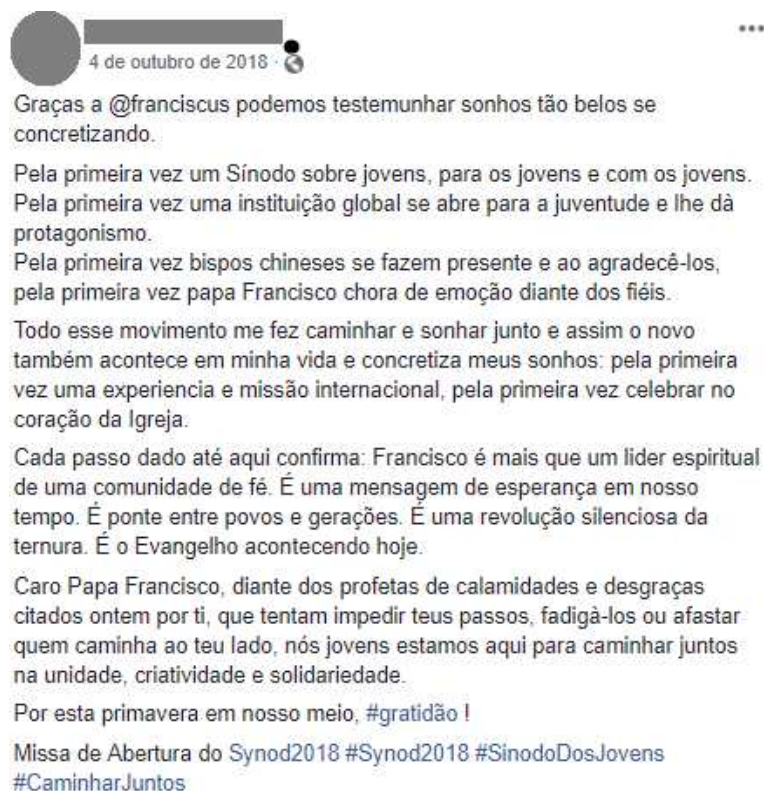 4 de outubro de 2018 ·
Graças a @franciscus podemos testemunhar sonhos tão belos se
concretizando.
Pela primeira vez um Sínodo sobre jovens, para os jovens e com os jovens.
Pela primeira vez uma instituição global se abre para a juventude e lhe dà
protagonismo.
Pela primeira vez bispos chineses se fazem presente e ao agradecê-los,
pela primeira vez papa Francisco chora de emoção diante dos fiéis.
Todo esse movimento me fez caminhar e sonhar junto e assim o novo
também acontece em minha vida e concretiza meus sonhos: pela primeira
vez uma experiencia e missão internacional, pela primeira vez celebrar no
coração da Igreja.
Cada passo dado até aqui confirma: Francisco é mais que um lider espiritual
de uma comunidade de fé. É uma mensagem de esperança em nosso
tempo. É ponte entre povos e gerações. É uma revolução silenciosa da
ternura. É o Evangelho acontecendo hoje.
Caro Papa Francisco, diante dos profetas de calamidades e desgraças
citados ontem por ti, que tentam impedir teus passos, fadigà-los ou afastar
quem caminha ao teu lado, nós jovens estamos aqui para caminhar juntos
na unidade, criatividade e solidariedade.
Por esta primavera em nosso meio, #gratidão !
Missa de Abertura do Synod2018 #Synod2018 #SinodoDosJovens
#CaminharJuntos